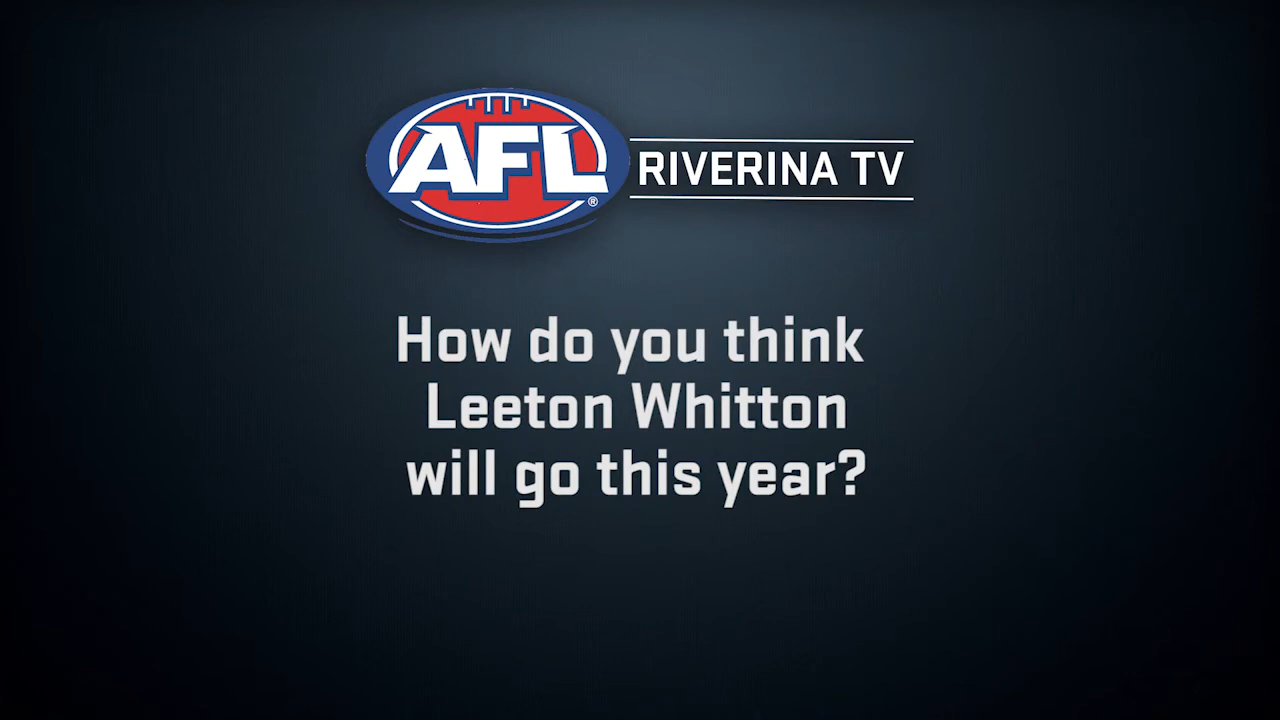 AFL
RIVERINA TV
®
How do you think
Leeton Whitton
will go this year?